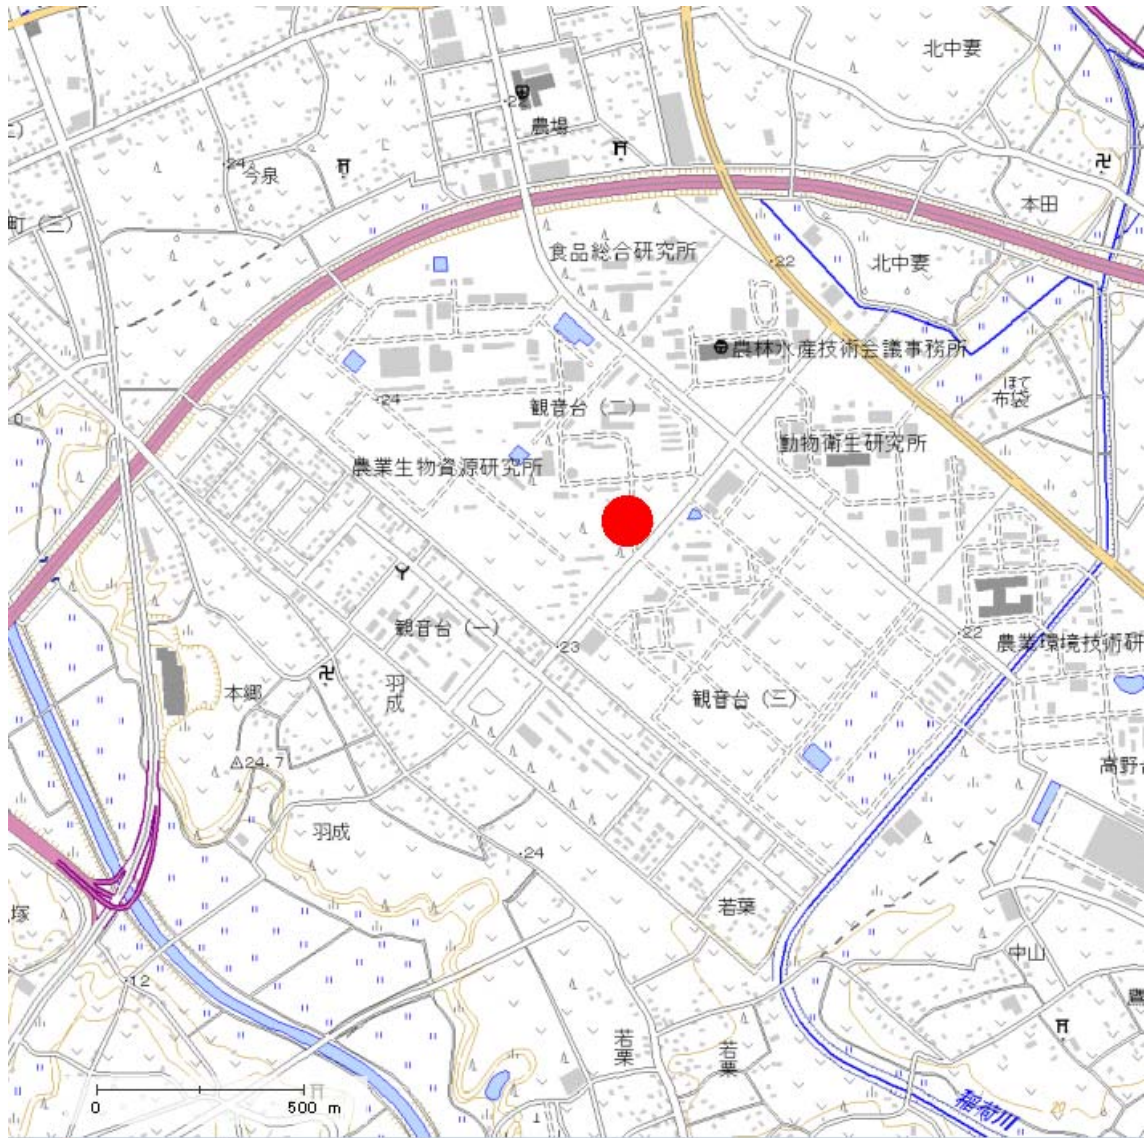 北中妻
24
農場
24
今泉
本田
町（三）
食品総合研究所
22
北中妻
農林水産技術会議事務所
ほて
布袋
24
観音台（二）
動物衛生研究所
農業生物資源研究所
観音台（一）
23
22
農業環境技術研
羽成
本郷
観音台（三）
24.7
高野台
羽成
24
塚
若葉
中山
12
若栗
若栗
稲荷川
20
0 500 m